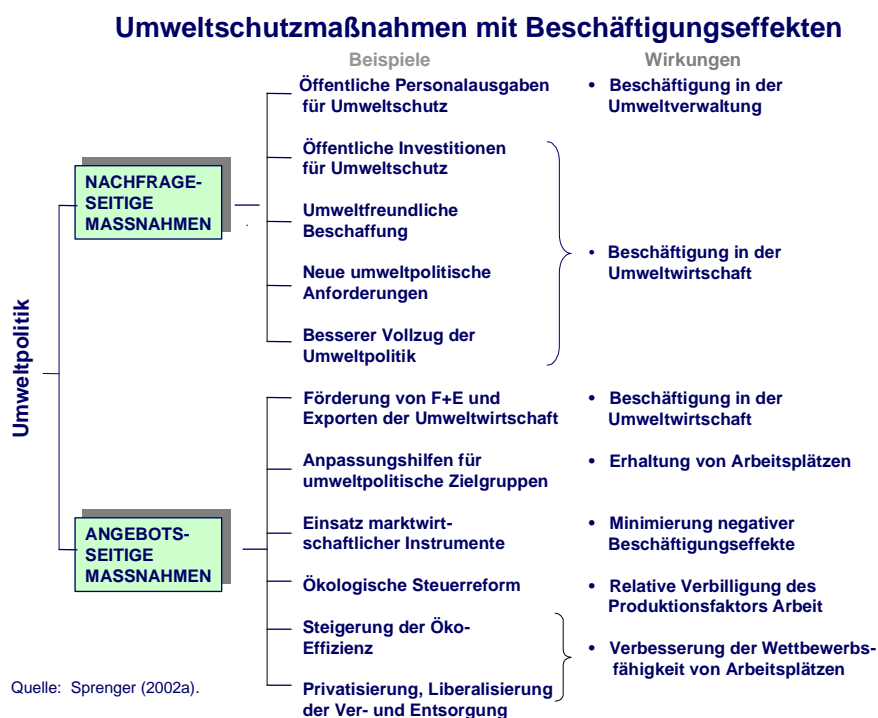 Umweltschutzmaßnahmen mit Beschäftigungseffekten
Beispiele
Wirkungen
Umweltpolitik
NACHFRAGE-
SEITIGE
MASSNAHMEN
Öffentliche Personalausgaben
für Umweltschutz
• Beschäftigung in der
Umweltverwaltung
Öffentliche Investitionen
für Umweltschutz
Umweltfreundliche
Beschaffung
Neue umweltpolitische
Anforderungen
Besserer Vollzug der
Umweltpolitik
• Beschäftigung in der
Umweltwirtschaft
ANGEBOTS-
SEITIGE
MASSNAHMEN
Förderung von F+E und
Exporten der Umweltwirtschaft
• Beschäftigung in der
Umweltwirtschaft
Anpassungshilfen für
umweltpolitische Zielgruppen
• Erhaltung von Arbeitsplätzen
Einsatz marktwirt-
schaftlicher Instrumente
• Minimierung negativer
Beschäftigungseffekte
Ökologische Steuerreform
• Relative Verbilligung des
Produktionsfaktors Arbeit
Steigerung der Öko-
Effizienz
Privatisierung, Liberalisierung
der Ver- und Entsorgung
• Verbesserung der Wettbewerbs-
fähigkeit von Arbeitsplätzen
Quelle: Sprenger (2002a).